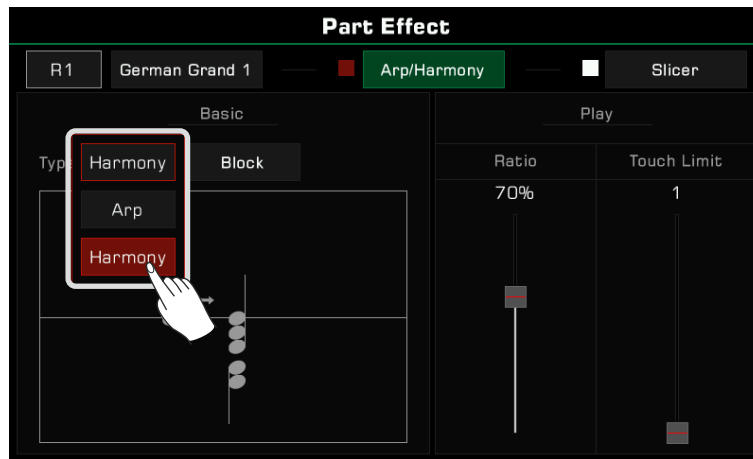 Part Effect
R1 German Grand 1 Arp/Harmony Slicer
Basic
Play
Harmony Block
Ratio Touch Limit
70% 1
Arp
Harmony